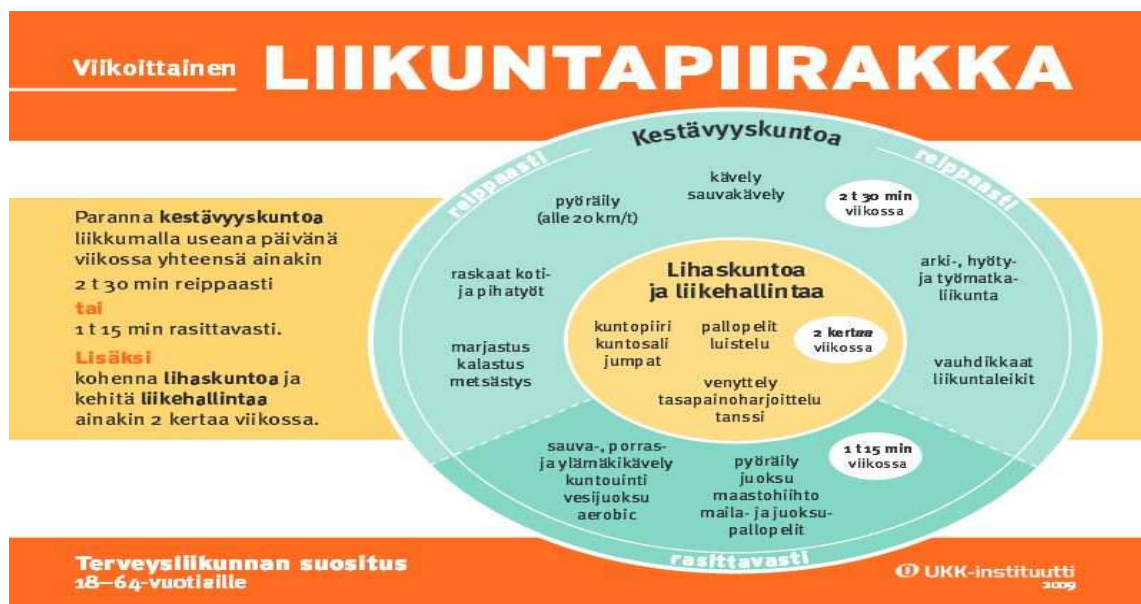 Viikoittainen
LIIKUNTAPIIRAKKA
Paranna kestävyyskuntoa
liikkumalla useana päivänä
viikossa yhteensä ainakin
2 t 30 min reippaasti
tai
1 t 15 min rasittavasti.
Lisäksi
kohenna lihaskuntoa ja
kehitä liikehallintaa
ainakin 2 kertaa viikossa.
Kestävyyskuntoa
reippaasti
reippaasti
kävely
sauvakävely
2 t 30 min
viikossa
pyöräily
(alle 20 km/t)
raskaat koti-
ja pihatyöt
marjastus
kalastus
metsästys
arki-, hyöty-
ja työmatka-
liikunta
vauhdikkaat
liikuntaleikit
Lihaskuntoa
ja liikehallintaa
kuntopiiri
kuntosali
jumpat
pallopelit
luistelu
2 kertaa
viikossa
venyttely
tasapainoharjoittelu
tanssi
sauva-, porras-
ja ylämäkikävely
kuntouinti
vesijuoksu
aerobic
pyöräily
juoksu
maastohiihto
maila- ja juoksu-
pallopelit
1 t 15 min
viikossa
rasittavasti
Terveysliikunnan suositus
18–64-vuotiaille
UKK-instituutti
2009